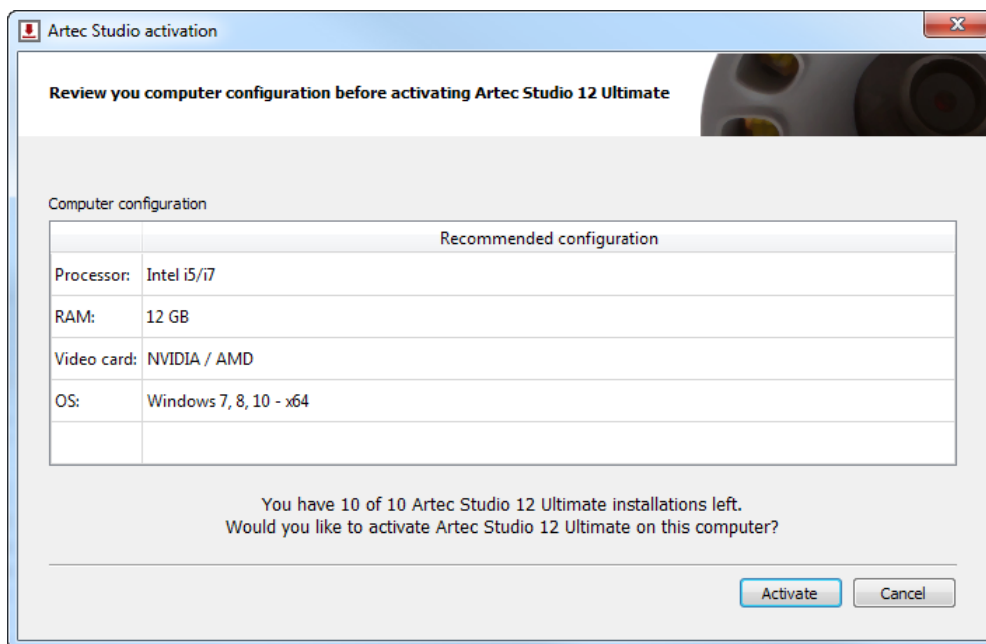 Artec Studio activation
Review you computer configuration before activating Artec Studio 12 Ultimate
Computer configuration
Recommended configuration
Processor: Intel i5/i7
RAM: 12 GB
Video card: NVIDIA / AMD
OS: Windows 7, 8, 10 - x64
You have 10 of 10 Artec Studio 12 Ultimate installations left.
Would you like to activate Artec Studio 12 Ultimate on this computer?
Activate Cancel